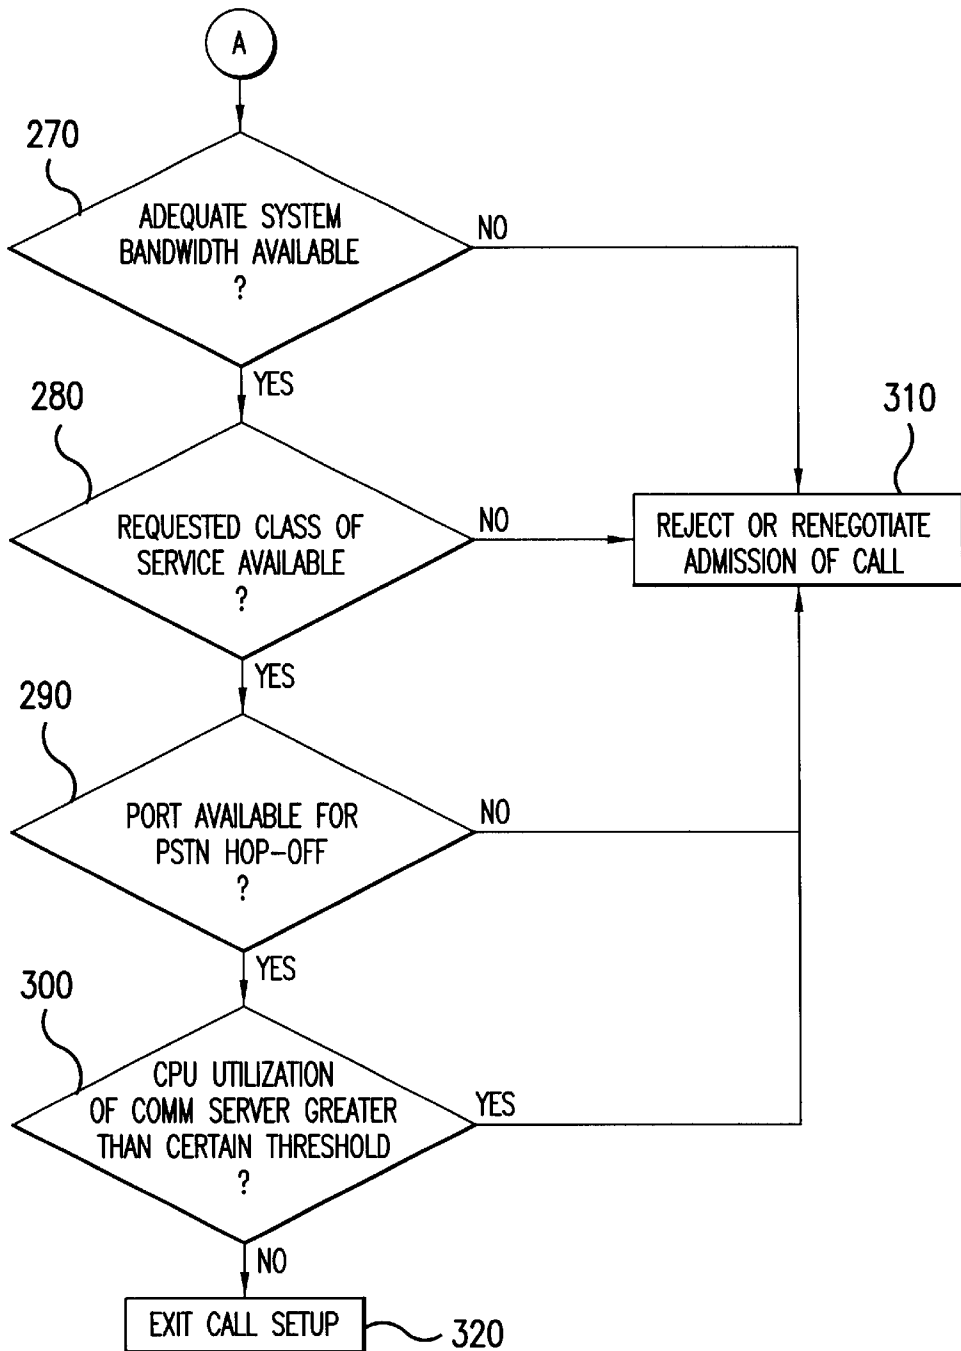 A
270
ADEQUATE SYSTEM
BANDWIDTH AVAILABLE
?
NO
YES
280
310
REQUESTED CLASS OF
SERVICE AVAILABLE
?
NO
REJECT OR RENEGOTIATE
ADMISSION OF CALL
YES
290
PORT AVAILABLE FOR
PSTN HOP-OFF
?
NO
YES
300
CPU UTILIZATION
OF COMM SERVER GREATER
THAN CERTAIN THRESHOLD
?
YES
NO
EXIT CALL SETUP
320